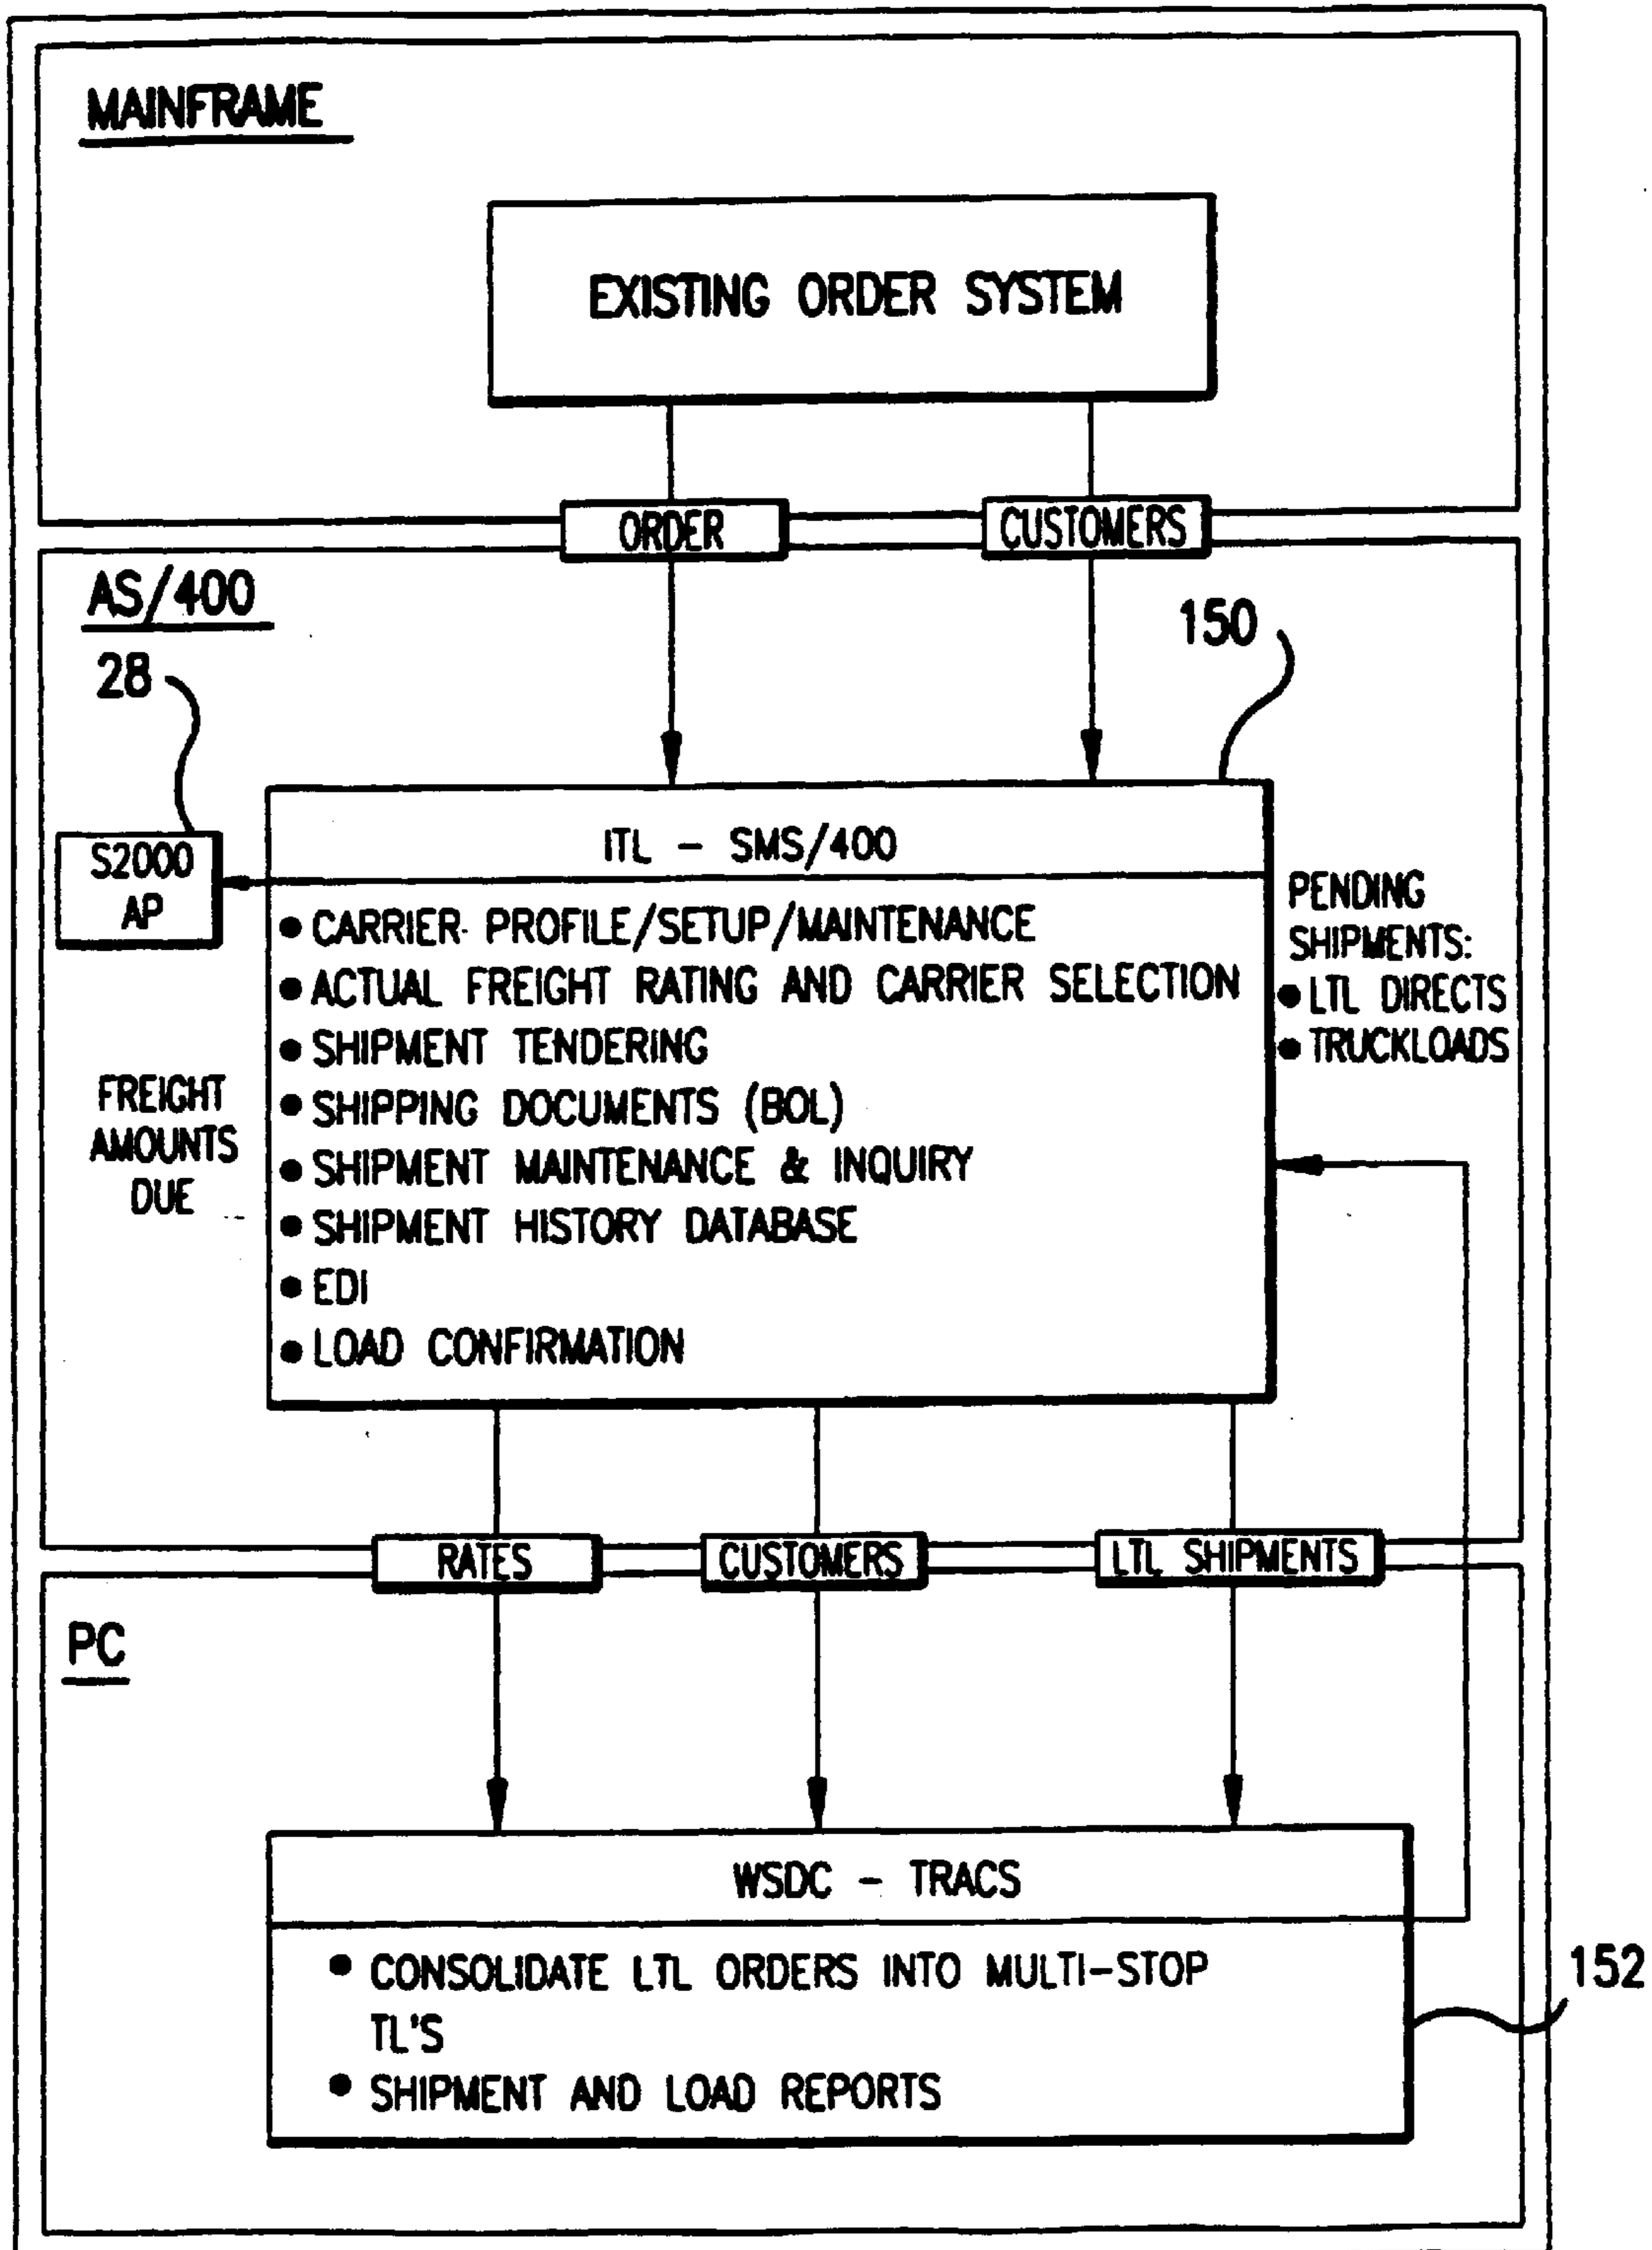 MAINFRAME
EXISTING ORDER SYSTEM
ORDER
CUSTOMERS
AS/400
28
150
S2000
AP
ITL - SMS/400
● CARRIER PROFILE/SETUP/MAINTENANCE
● ACTUAL FREIGHT RATING AND CARRIER SELECTION
● SHIPMENT TENDERING
● SHIPPING DOCUMENTS (BOL)
● SHIPMENT MAINTENANCE & INQUIRY
● SHIPMENT HISTORY DATABASE
● EDI
● LOAD CONFIRMATION
PENDING
SHIPMENTS:
● LTL DIRECTS
● TRUCKLOADS
FREIGHT
AMOUNTS
DUE
RATES
CUSTOMERS
LTL SHIPMENTS
PC
WSDC - TRACS
● CONSOLIDATE LTL ORDERS INTO MULTI-STOP
TL'S
● SHIPMENT AND LOAD REPORTS
152